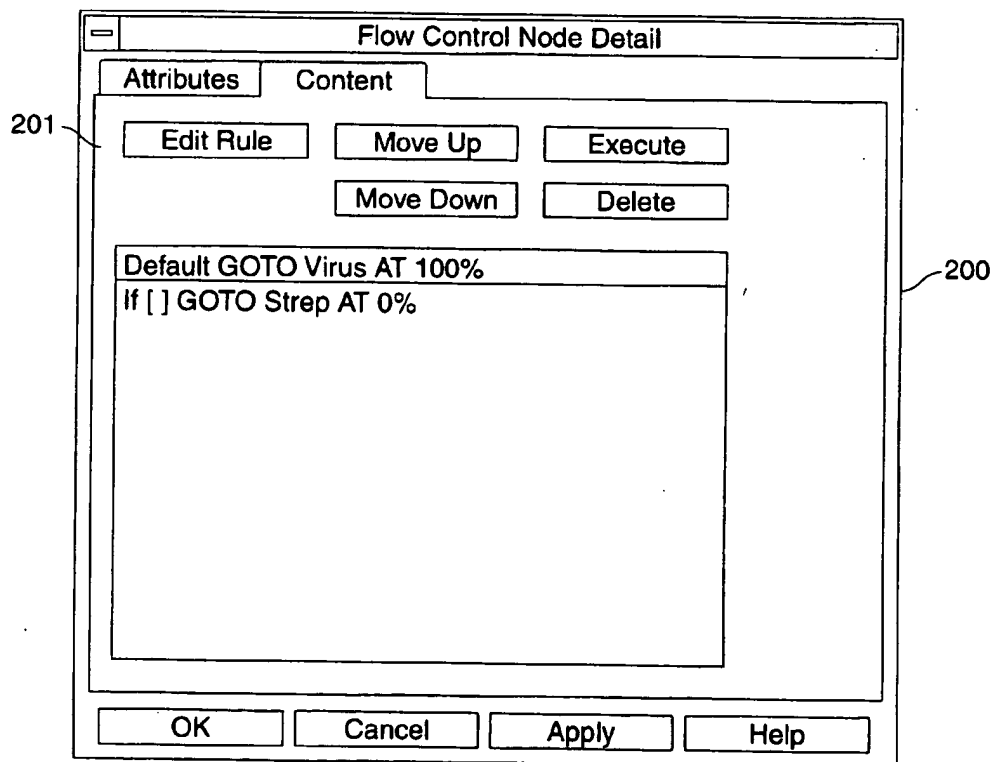 Flow Control Node Detail
Attributes Content
201
Edit Rule Move Up Execute
Move Down Delete
Default GOTO Virus AT 100%
200
If [ ] GOTO Strep AT 0%
OK Cancel Apply Help